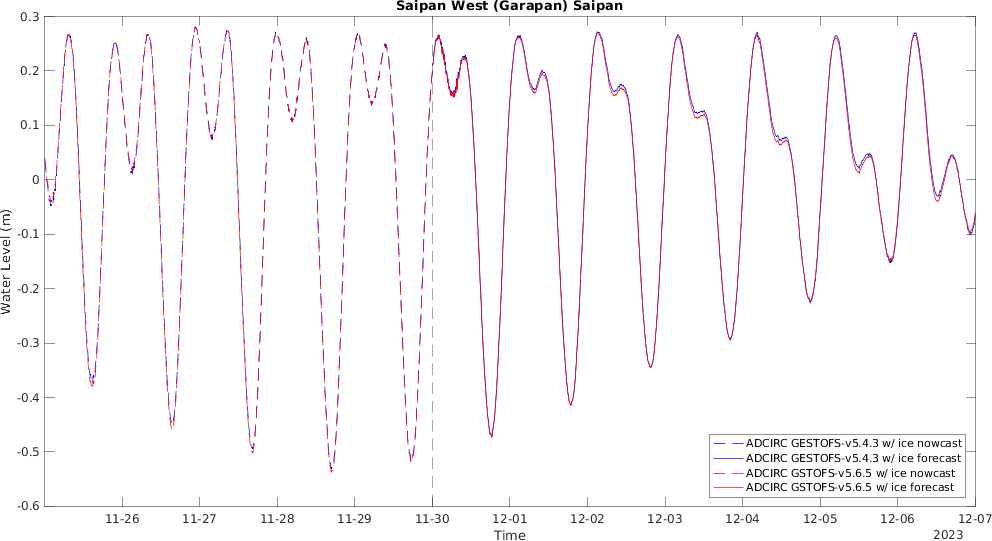 Saipan West (Garapan) Saipan
0.3
0.2
0.1
0
-0.1
-0.2
-0.3
-0.4
-0.5
-0.6
Water Level (m)
ADCIRC GESTOFS-v5.4.3 w/ ice nowcast
ADCIRC GESTOFS-v5.4.3 w/ ice forecast
ADCIRC GSTOFS-v5.6.5 w/ ice nowcast
ADCIRC GSTOFS-v5.6.5 w/ ice forecast
11-26 11-27 11-28 11-29 11-30 12-01 12-02 12-03 12-04 12-05 12-06 12-07
Time
2023